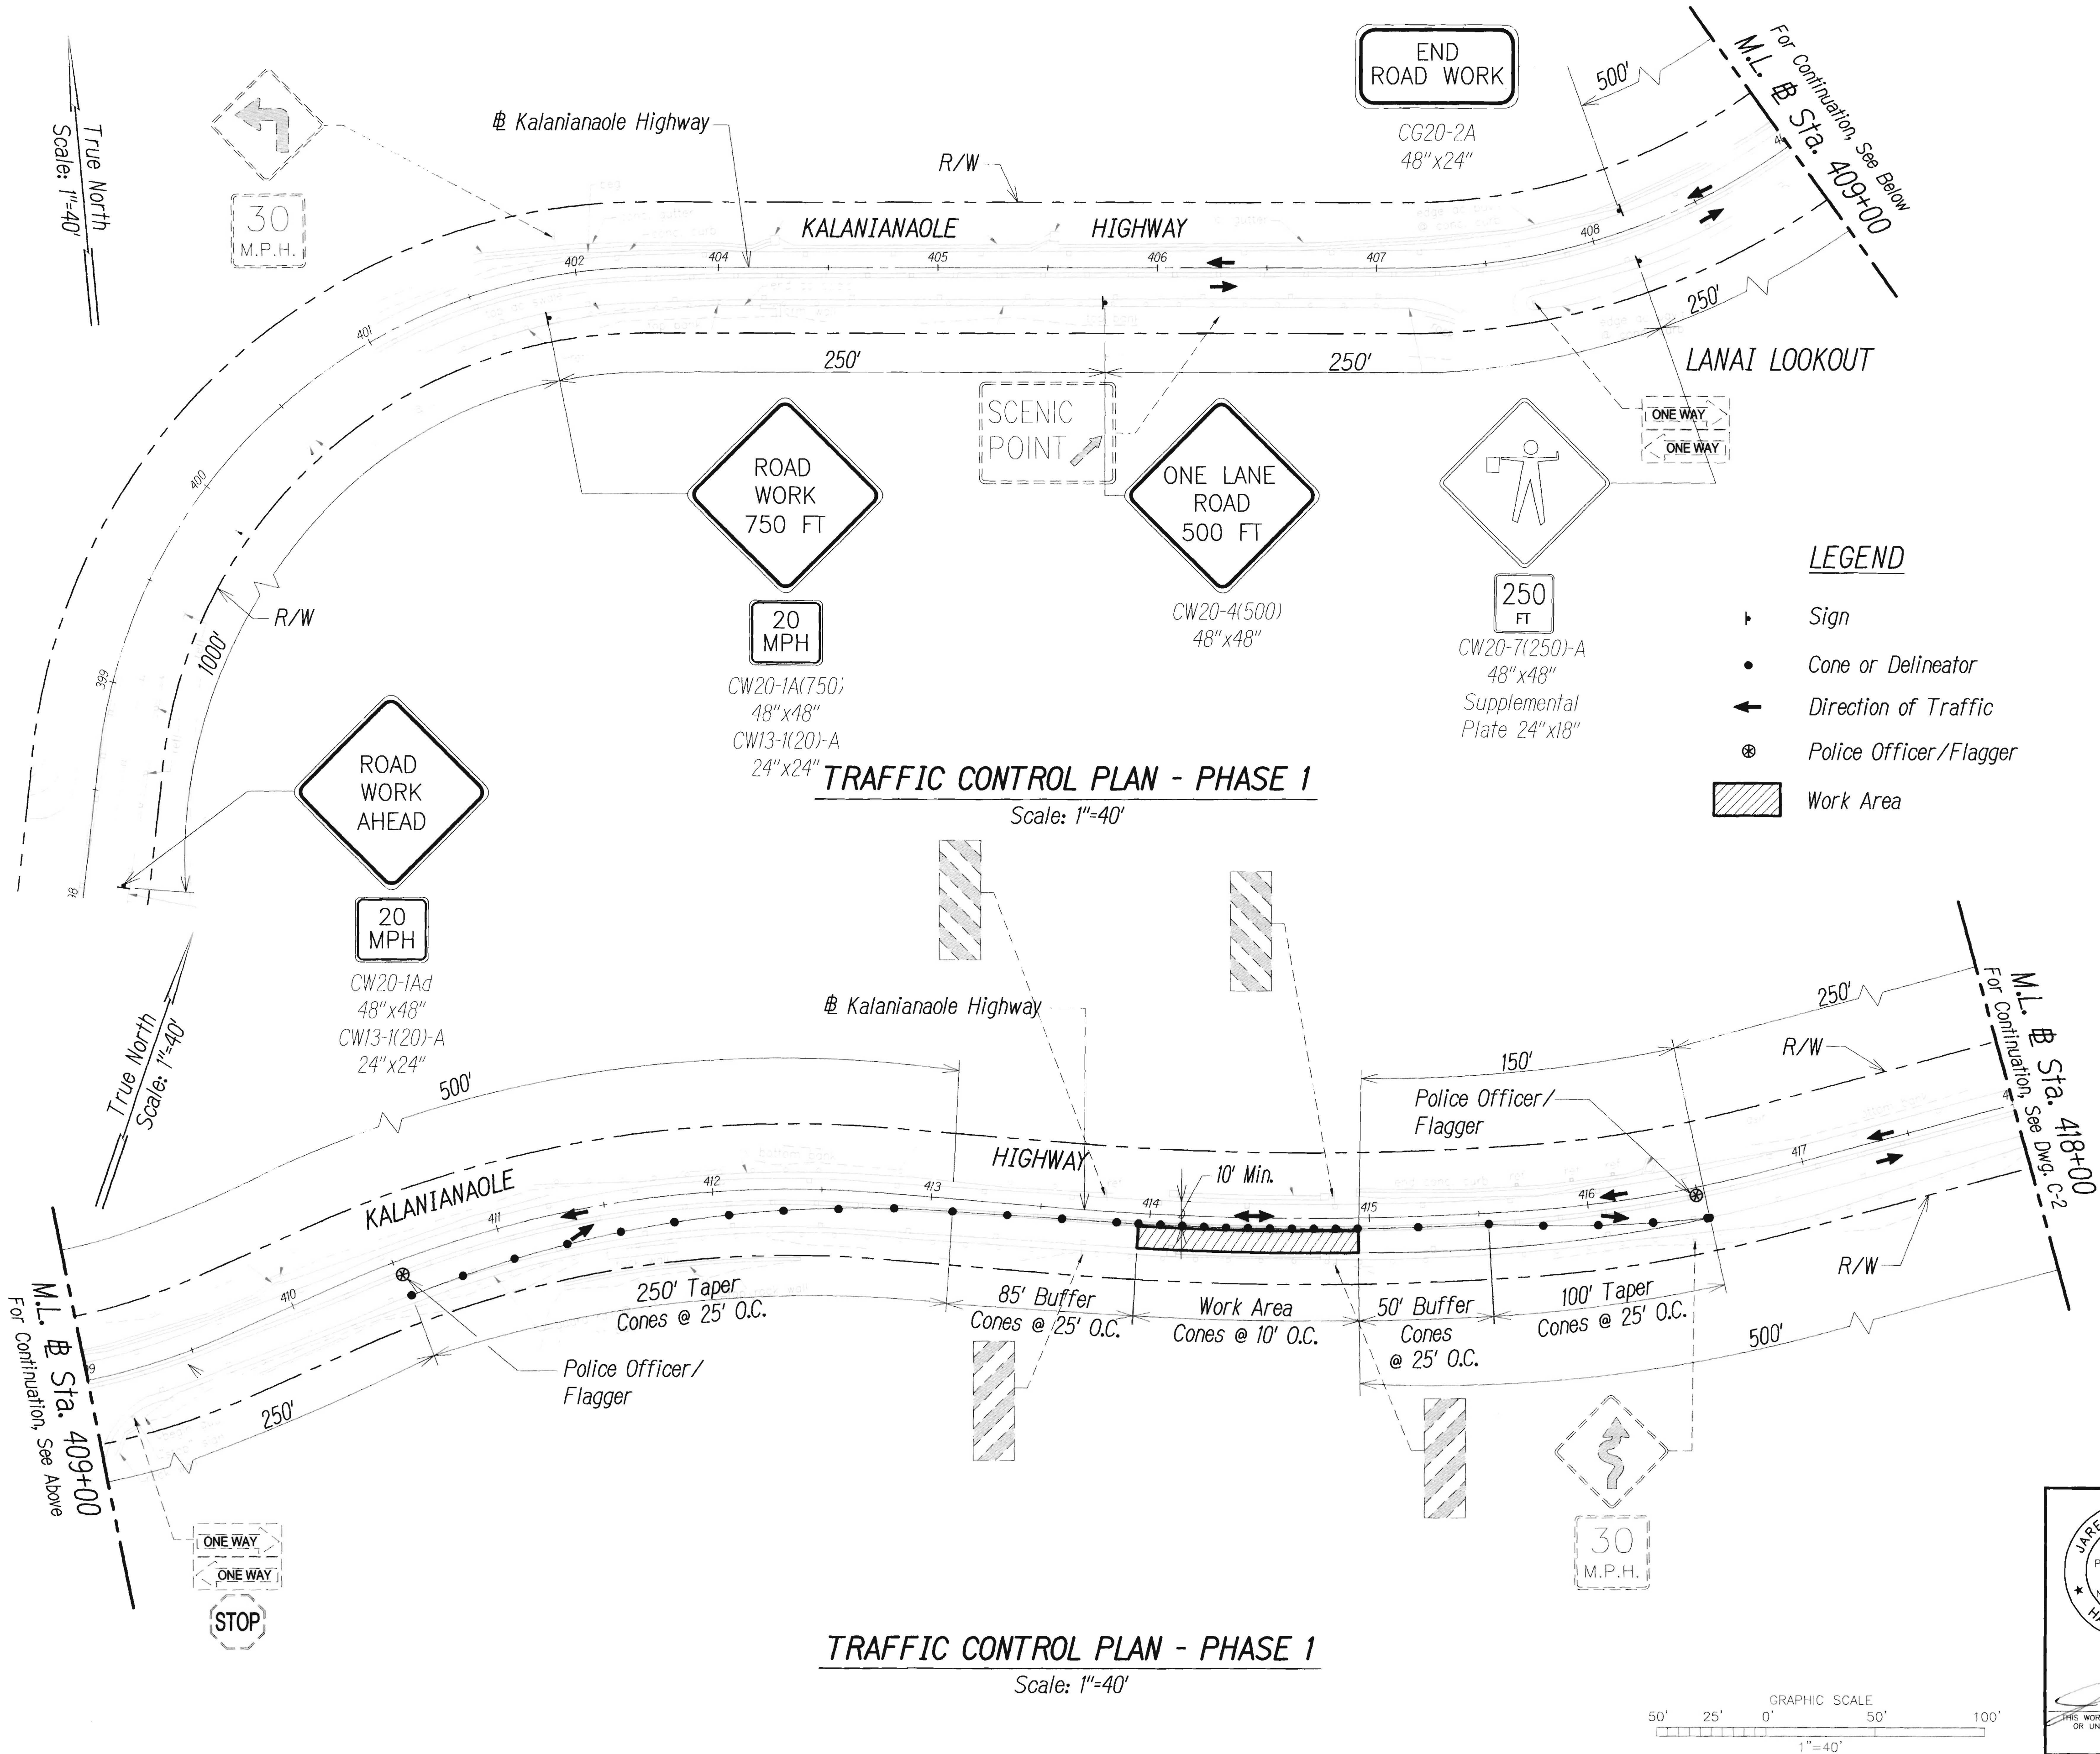 True North
Scale: 1"=40'
30
M.P.H.
℄ Kalanianaole Highway
R/W
END
ROAD WORK
CG20-2A
48"x24"
500'
For Continuation, See Below
M.L. ℄ Sta. 409+00
KALANIANAOLE HIGHWAY
402
404
405
406
407
408
401
400
399
250'
250'
250'
LANAI LOOKOUT
SCENIC
POINT
ONE WAY
ONE WAY
ROAD
WORK
750 FT
20
MPH
CW20-1A(750)
48"x48"
CW13-1(20)-A
24"x24"
ONE LANE
ROAD
500 FT
CW20-4(500)
48"x48"
250
FT
CW20-7(250)-A
48"x48"
Supplemental
Plate 24"x18"
LEGEND
Sign
Cone or Delineator
Direction of Traffic
Police Officer/Flagger
Work Area
R/W
1000'
ROAD
WORK
AHEAD
20
MPH
CW20-1Ad
48"x48"
CW13-1(20)-A
24"x24"
TRAFFIC CONTROL PLAN - PHASE 1
Scale: 1"=40'
True North
Scale: 1"=40'
℄ Kalanianaole Highway
500'
250'
150'
R/W
Police Officer/
Flagger
M.L. ℄ Sta. 418+00
For Continuation, See Dwg. C-2
KALANIANAOLE HIGHWAY
10' Min.
410
411
412
413
414
415
416
417
R/W
250' Taper
Cones @ 25' O.C.
85' Buffer
Cones @ 25' O.C.
Work Area
Cones @ 10' O.C.
50' Buffer
Cones
@ 25' O.C.
100' Taper
Cones @ 25' O.C.
500'
Police Officer/
Flagger
250'
M.L. ℄ Sta. 409+00
For Continuation, See Above
ONE WAY
ONE WAY
STOP
30
M.P.H.
TRAFFIC CONTROL PLAN - PHASE 1
Scale: 1"=40'
GRAPHIC SCALE
50' 25' 0' 50' 100'
1"=40'